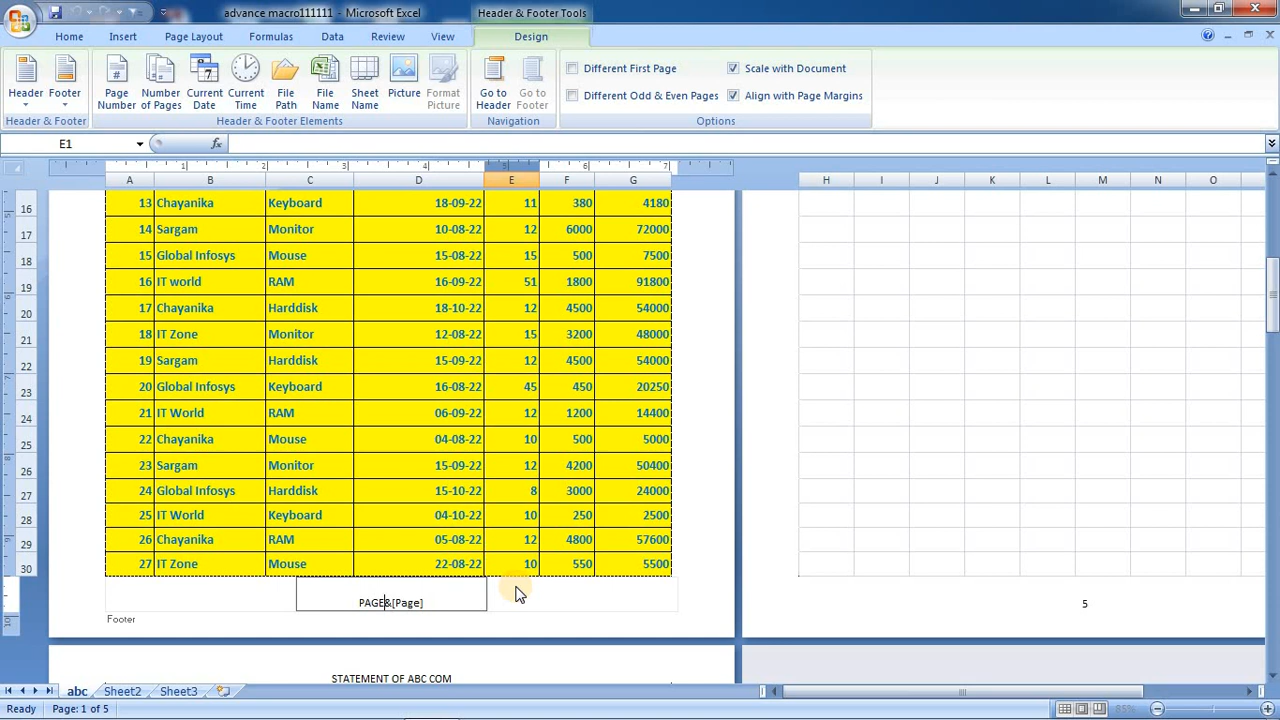 advance macro111111 - Microsoft Excel
Header & Footer Tools
Home Insert Page Layout Formulas Data Review View Design
Header Footer Page Number Number of Pages Current Date Current Time File Path File Name Sheet Name Picture Format Picture Go to Header Go to Footer
Different First Page
Scale with Document
Different Odd & Even Pages
Align with Page Margins
Header & Footer Header & Footer Elements Navigation Options
E1
fx
1 2 3 4 5 6 7
A B C D E F G H I J K L M N O
16 13 Chayanika Keyboard 18-09-22 11 380 4180
17 14 Sargam Monitor 10-08-22 12 6000 72000
18 15 Global Infosys Mouse 15-08-22 15 500 7500
19 16 IT world RAM 16-09-22 51 1800 91800
20 17 Chayanika Harddisk 18-10-22 12 4500 54000
21 18 IT Zone Monitor 12-08-22 15 3200 48000
22 19 Sargam Harddisk 15-09-22 12 4500 54000
23 20 Global Infosys Keyboard 16-08-22 45 450 20250
24 21 IT World RAM 06-09-22 12 1200 14400
25 22 Chayanika Mouse 04-08-22 10 500 5000
26 23 Sargam Monitor 15-09-22 12 4200 50400
27 24 Global Infosys Harddisk 15-10-22 8 3000 24000
28 25 IT World Keyboard 04-10-22 10 250 2500
29 26 Chayanika RAM 05-08-22 12 4800 57600
30 27 IT Zone Mouse 22-08-22 10 550 5500
PAGE&[Page]
5
Footer
STATEMENT OF ABC COM
abc Sheet2 Sheet3
Ready Page: 1 of 5 85%